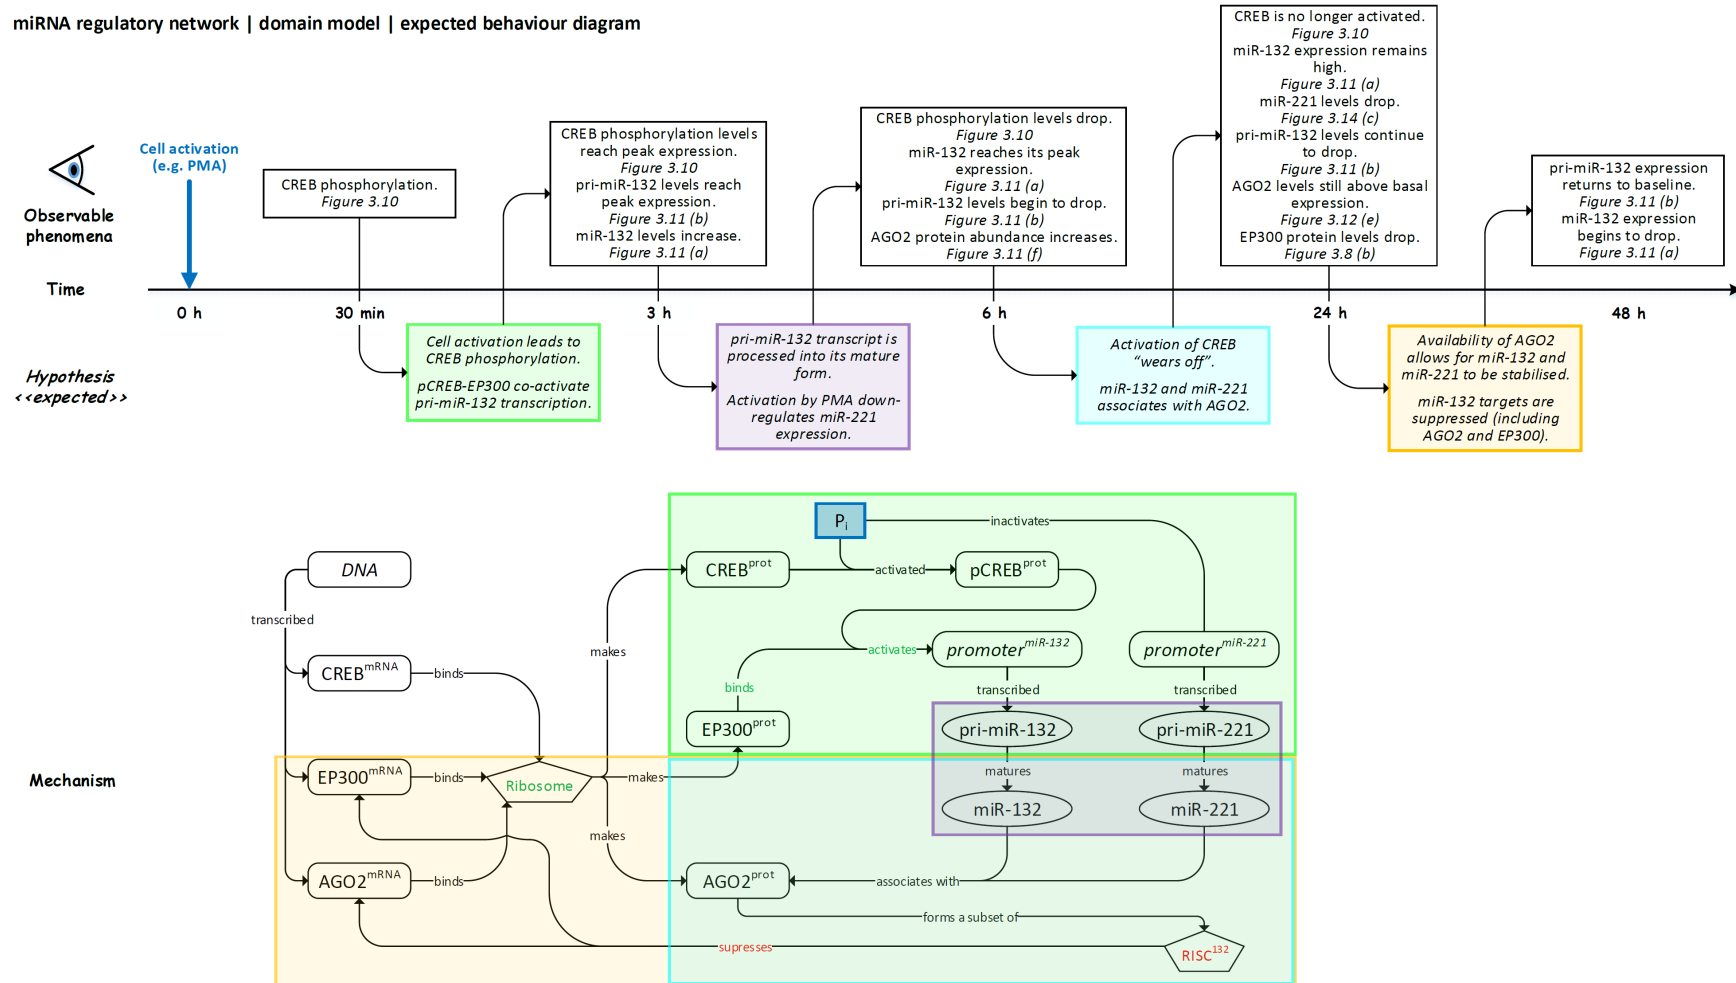 miRNA regulatory network | domain model | expected behaviour diagram
Observable
phenomena
Cell activation
(e.g. PMA)
CREB phosphorylation.
Figure 3.10
CREB phosphorylation levels
reach peak expression.
Figure 3.10
pri-miR-132 levels reach
peak expression.
Figure 3.11 (b)
miR-132 levels increase.
Figure 3.11 (a)
CREB phosphorylation levels drop.
Figure 3.10
miR-132 reaches its peak
expression.
Figure 3.11 (a)
pri-miR-132 levels begin to drop.
Figure 3.11 (b)
AGO2 protein abundance increases.
Figure 3.11 (f)
CREB is no longer activated.
Figure 3.10
miR-132 expression remains
high.
Figure 3.11 (a)
miR-221 levels drop.
Figure 3.14 (c)
pri-miR-132 levels continue
to drop.
Figure 3.11 (b)
AGO2 levels still above basal
expression.
Figure 3.12 (e)
EP300 protein levels drop.
Figure 3.8 (b)
pri-miR-132 expression
returns to baseline.
Figure 3.11 (b)
miR-132 expression
begins to drop.
Figure 3.11 (a)
Time
0 h
30 min
3 h
6 h
24 h
48 h
Hypothesis
<<expected>>
Cell activation leads to
CREB phosphorylation.
pCREB-EP300 co-activate
pri-miR-132 transcription.
pri-miR-132 transcript is
processed into its mature
form.
Activation by PMA down-
regulates miR-221
expression.
Activation of CREB
“wears off”.
miR-132 and miR-221
associates with AGO2.
Availability of AGO2
allows for miR-132 and
miR-221 to be stabilised.
miR-132 targets are
suppressed (including
AGO2 and EP300).
Mechanism
Pi
inactivates
DNA
CREBprot
activated
pCREBprot
transcribed
makes
activates
promotermiR-132
promotermiR-221
CREBmRNA
binds
binds
transcribed
transcribed
EP300prot
pri-miR-132
pri-miR-221
EP300mRNA
binds
Ribosome
makes
matures
matures
miR-132
miR-221
makes
AGO2mRNA
binds
AGO2prot
associates with
forms a subset of
supresses
RISC132